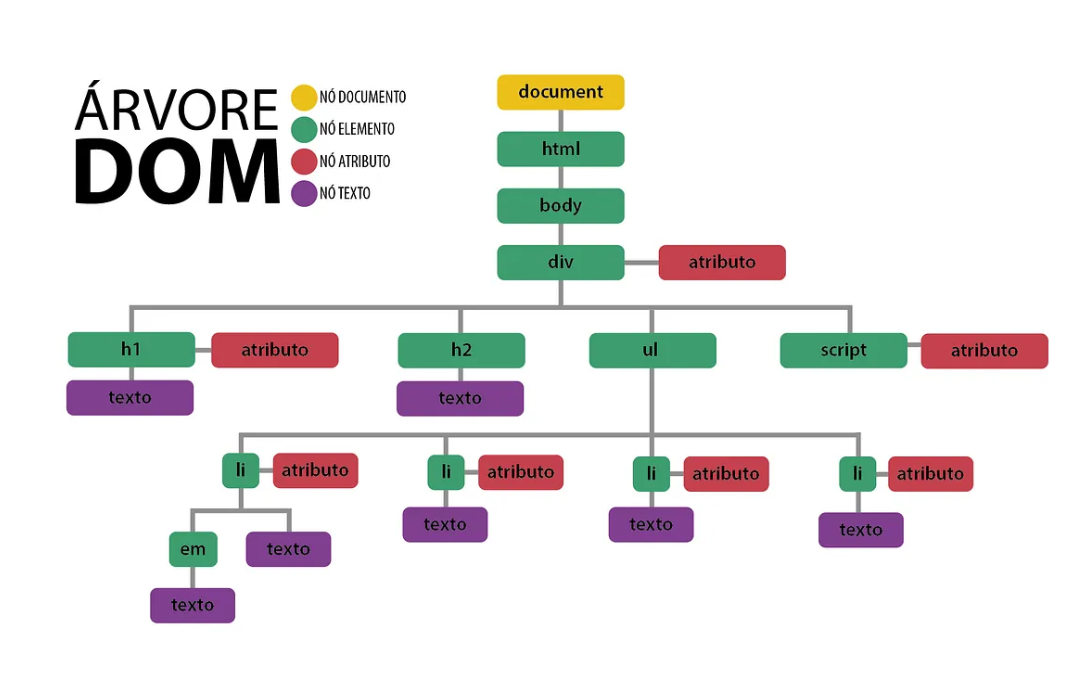 ÁRVORE
DOM
NÓ DOCUMENTO
NÓ ELEMENTO
NÓ ATRIBUTO
NÓ TEXTO
document
html
body
div
atributo
h1
atributo
h2
ul
script
atributo
texto
texto
li
atributo
li
atributo
li
atributo
li
atributo
texto
texto
texto
em
texto
texto